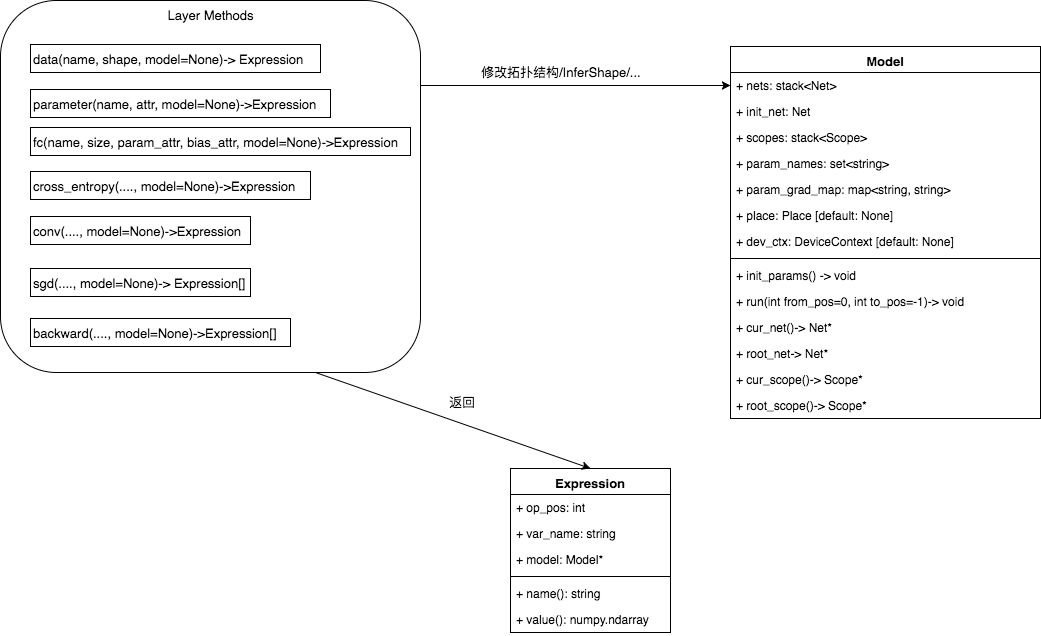 Layer Methods
data(name, shape, model=None)-> Expression
parameter(name, attr, model=None)->Expression
fc(name, size, param_attr, bias_attr, model=None)->Expression
cross_entropy(...., model=None)->Expression
conv(...., model=None)->Expression
sgd(...., model=None)-> Expression[]
backward(...., model=None)->Expression[]
修改拓扑结构/InferShape/...
Model
+ nets: stack<Net>
+ init_net: Net
+ scopes: stack<Scope>
+ param_names: set<string>
+ param_grad_map: map<string, string>
+ place: Place [default: None]
+ dev_ctx: DeviceContext [default: None]
+ init_params() -> void
+ run(int from_pos=0, int to_pos=-1)-> void
+ cur_net()-> Net*
+ root_net-> Net*
+ cur_scope()-> Scope*
+ root_scope()-> Scope*
返回
Expression
+ op_pos: int
+ var_name: string
+ model: Model*
+ name(): string
+ value(): numpy.ndarray